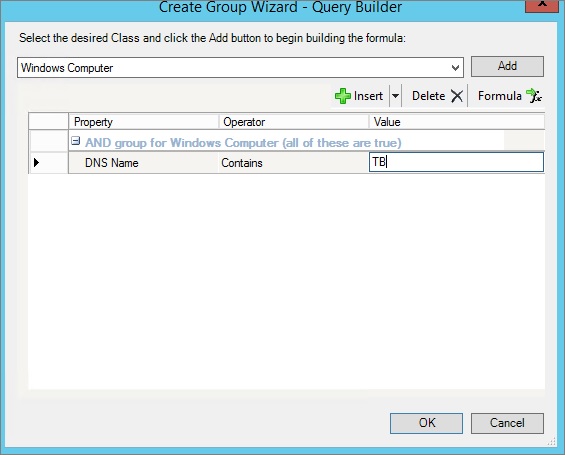 Create Group Wizard - Query Builder
x
Select the desired Class and click the Add button to begin building the formula:
Windows Computer Add
Insert Delete Formula
Property Operator Value
AND group for Windows Computer (all of these are true)
DNS Name Contains TB
OK Cancel